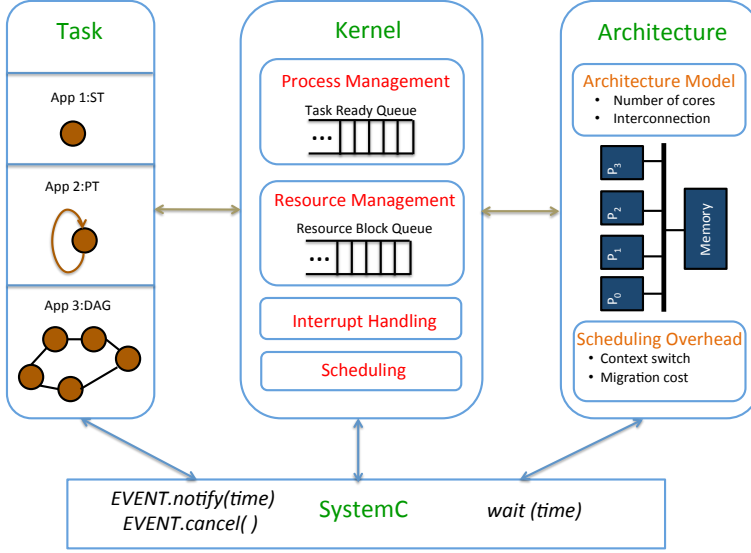 Task
App 1:ST
App 2:PT
App 3:DAG
Kernel
Process Management
Task Ready Queue
...
Resource Management
Resource Block Queue
...
Interrupt Handling
Scheduling
Architecture
Architecture Model
• Number of cores
• Interconnection
P3
P2
P1
P0
Memory
Scheduling Overhead
• Context switch
• Migration cost
EVENT.notify(time)
EVENT.cancel( )
SystemC
wait (time)